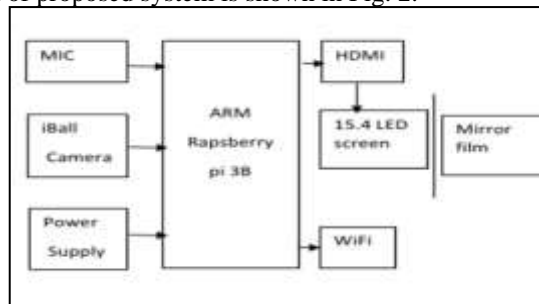 of proposed system is shown in Fig. 2.
MIC
iBall
Camera
Power
Supply
ARM
Rapsberry
pi 3B
HDMI
15.4 LED
screen
Mirror
film
WiFi